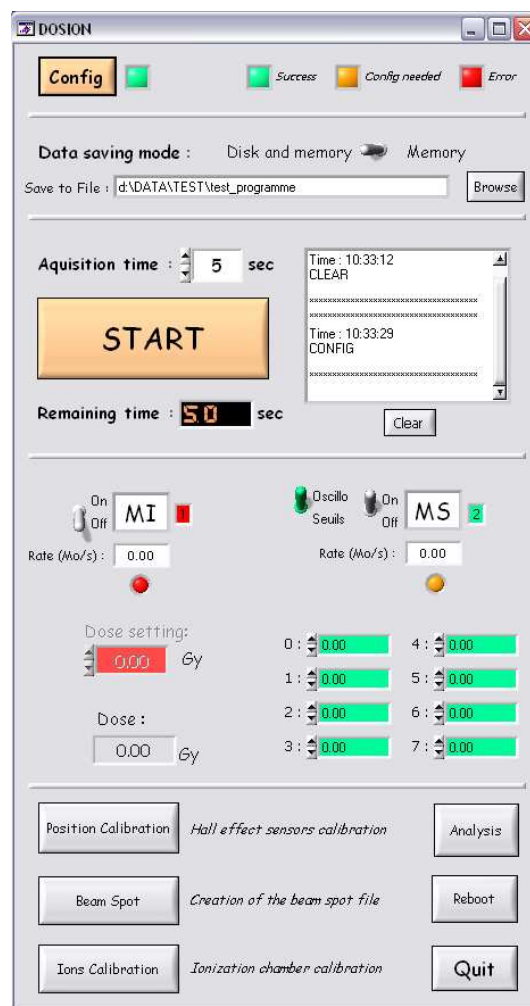 DOSION
Config Success Config needed Error
Data saving mode : Disk and memory Memory
Save to File : d:\DATA\TEST\test_programme Browse
Aquisition time : 5 sec
START
Remaining time : 5.0 sec
Time : 10:33:12
CLEAR
************************************
************************************
Time : 10:33:29
CONFIG
************************************
Clear
On
Off
MI 1
Rate (Mo/s) : 0.00
Oscillo
Seuils
On
Off
MS 2
Rate (Mo/s) : 0.00
Dose setting:
0.00 Gy
Dose :
0.00 Gy
0 : 0.00 4 : 0.00
1 : 0.00 5 : 0.00
2 : 0.00 6 : 0.00
3 : 0.00 7 : 0.00
Position Calibration Hall effect sensors calibration Analysis
Beam Spot Creation of the beam spot file Reboot
Ions Calibration Ionization chamber calibration Quit